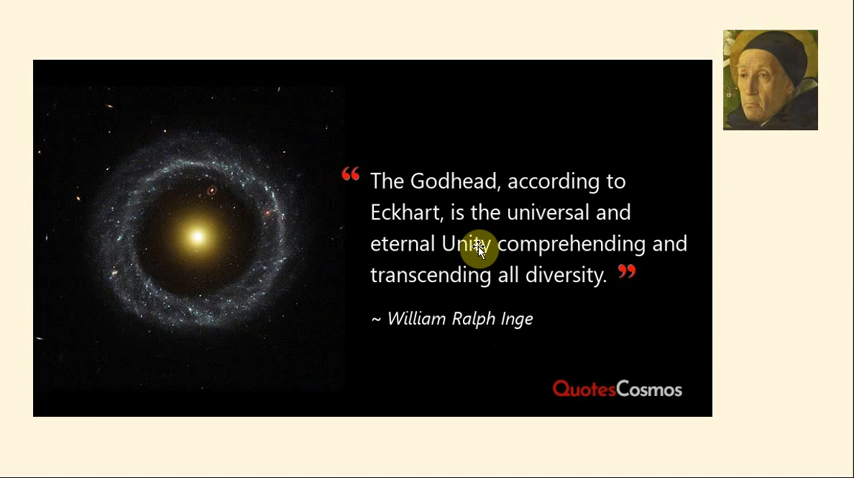 “ The Godhead, according to
Eckhart, is the universal and
eternal Unity comprehending and
transcending all diversity. ”
~ William Ralph Inge
QuotesCosmos